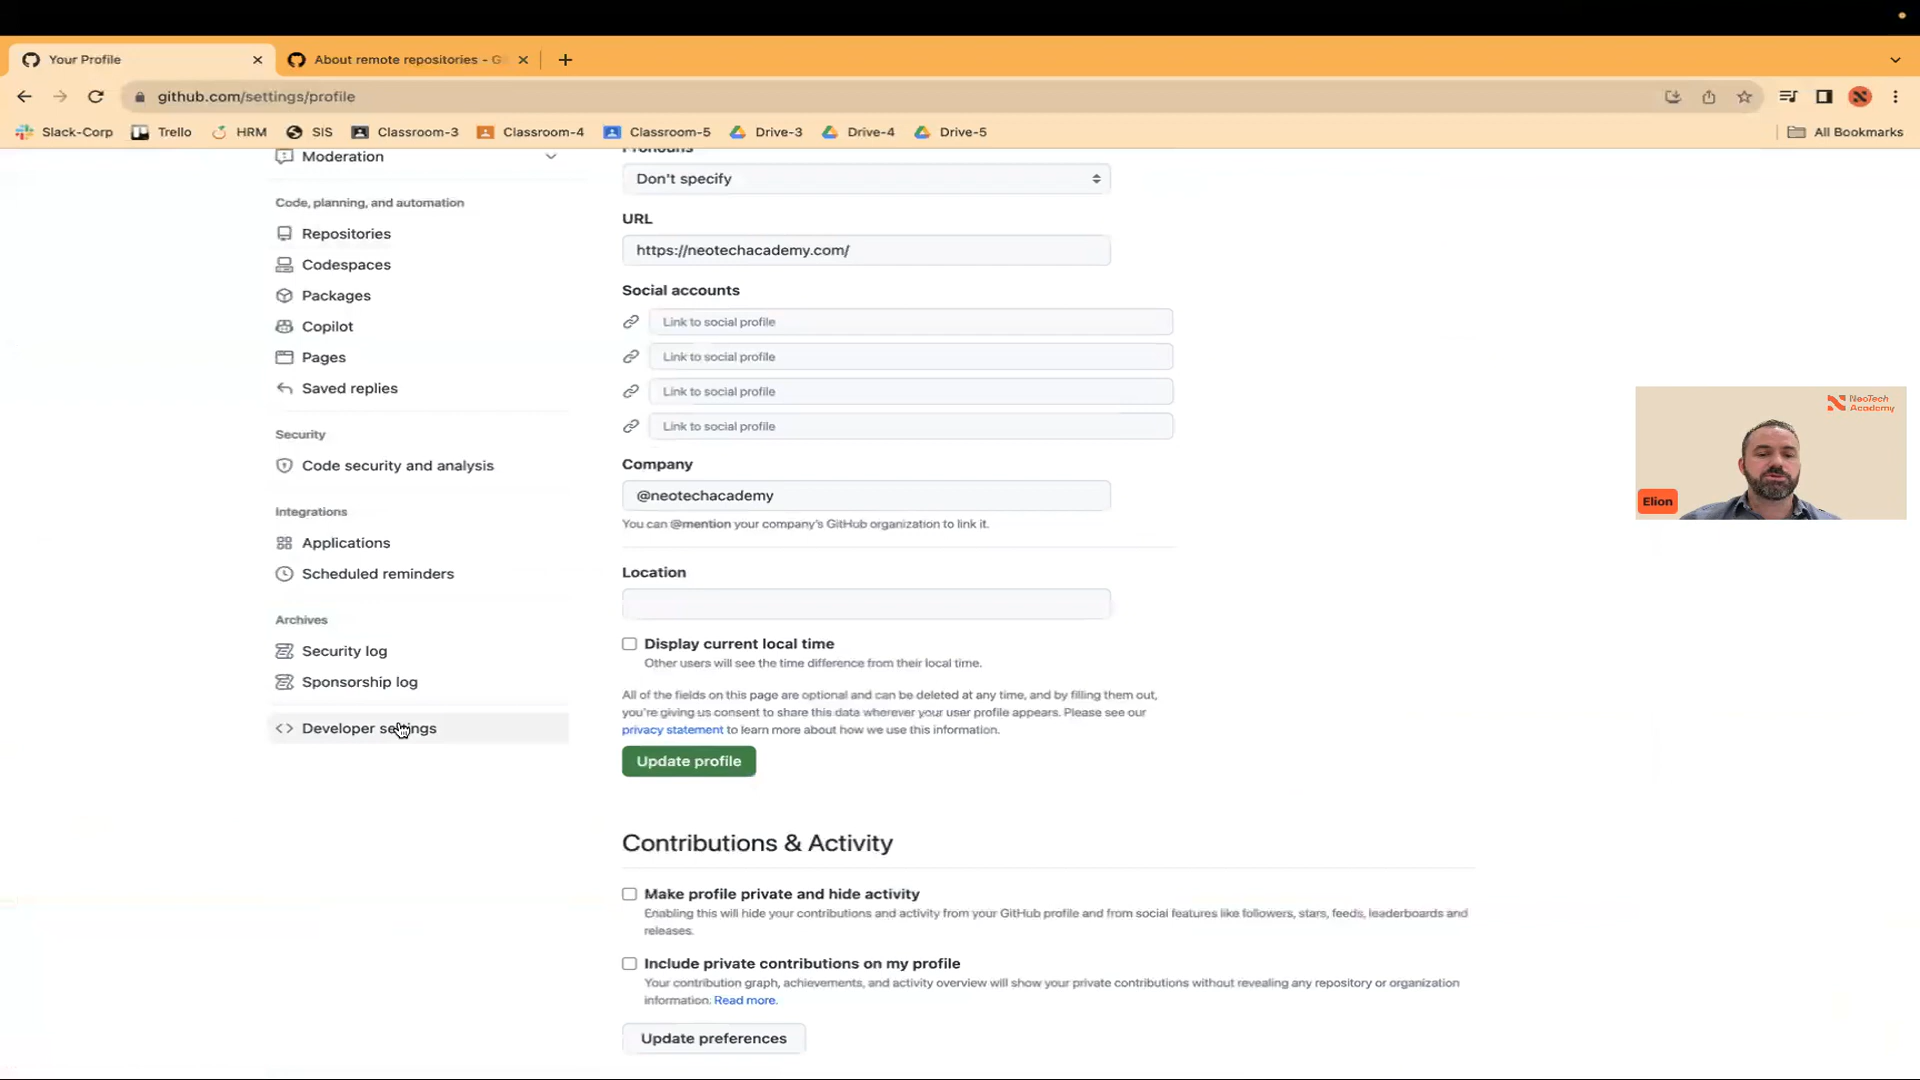 Your Profile
About remote repositories - G
github.com/settings/profile
Slack-Corp
Trello
HRM
SIS
Classroom-3
Classroom-4
Classroom-5
Drive-3
Drive-4
Drive-5
All Bookmarks
Moderation
Code, planning, and automation
Repositories
Codespaces
Packages
Copilot
Pages
Saved replies
Security
Code security and analysis
Integrations
Applications
Scheduled reminders
Archives
Security log
Sponsorship log
Developer settings
Pronouns
Don't specify
URL
https://neotechacademy.com/
Social accounts
Link to social profile
Link to social profile
Link to social profile
Link to social profile
Company
@neotechacademy
You can @mention your company's GitHub organization to link it.
Location
Display current local time
Other users will see the time difference from their local time.
All of the fields on this page are optional and can be deleted at any time, and by filling them out,
you're giving us consent to share this data wherever your user profile appears. Please see our
privacy statement to learn more about how we use this information.
Update profile
Contributions & Activity
Make profile private and hide activity
Enabling this will hide your contributions and activity from your GitHub profile and from social features like followers, stars, feeds, leaderboards and
releases.
Include private contributions on my profile
Your contribution graph, achievements, and activity overview will show your private contributions without revealing any repository or organization
information. Read more.
Update preferences
NeoTech
Academy
Elion